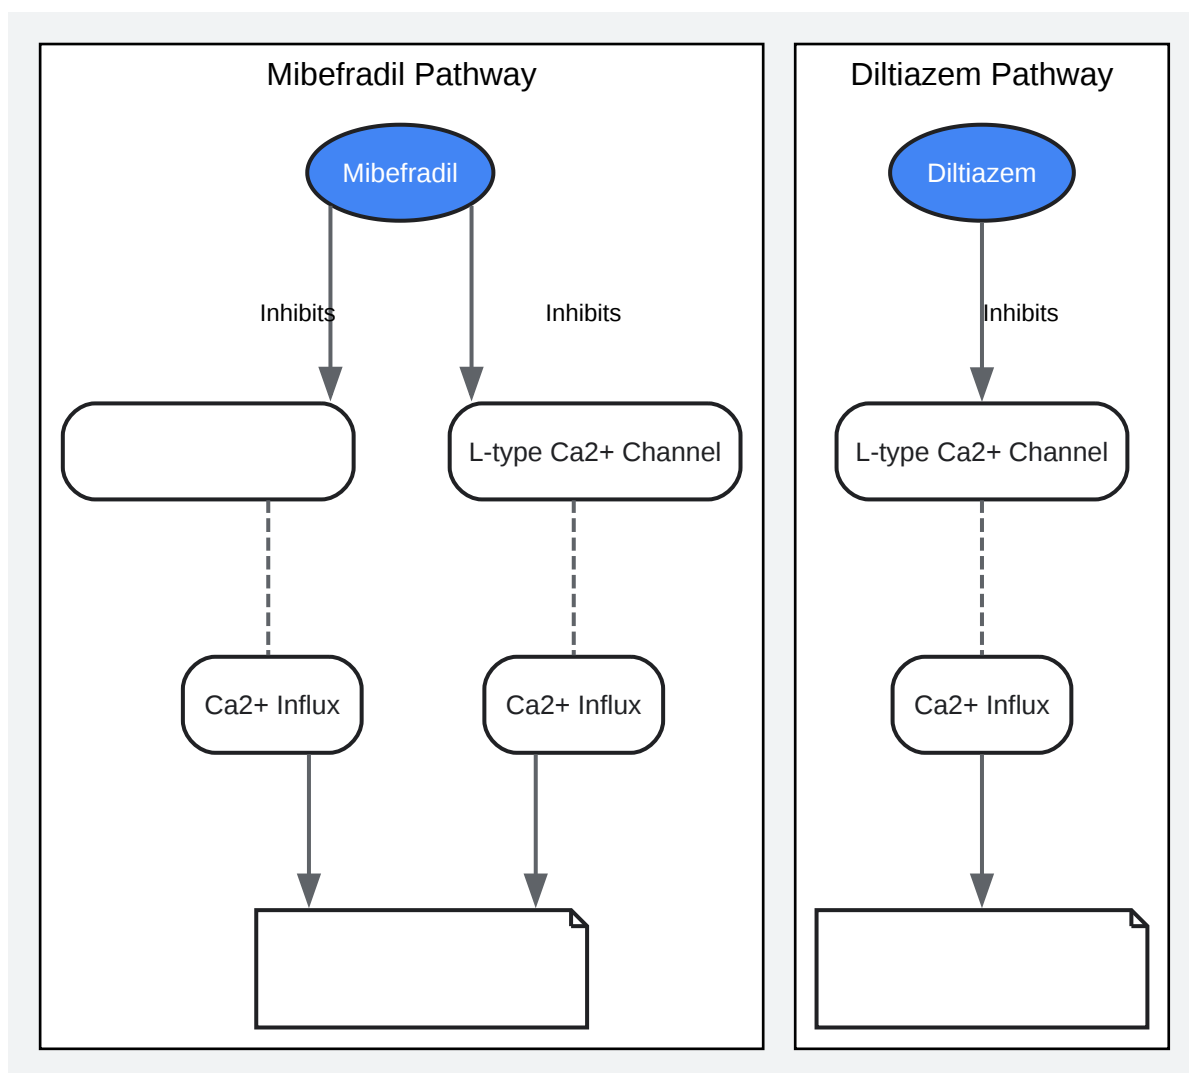 Mibefradil Pathway
Mibefradil
Inhibits
Inhibits
L-type Ca2+ Channel
Ca2+ Influx
Ca2+ Influx
Diltiazem Pathway
Diltiazem
Inhibits
L-type Ca2+ Channel
Ca2+ Influx